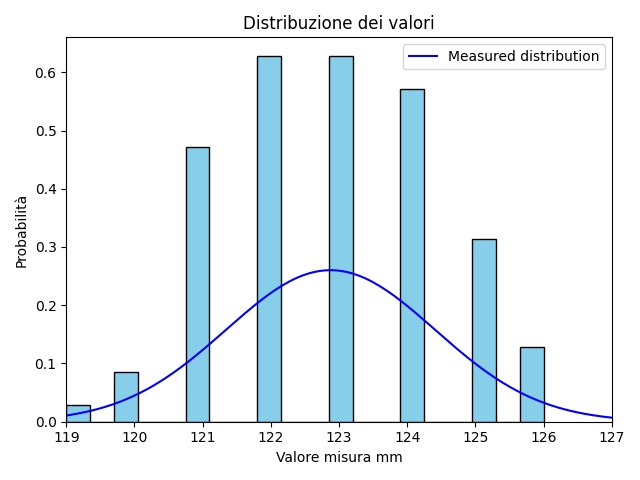 Distribuzione dei valori
Measured distribution
Probabilità
0.6
0.5
0.4
0.3
0.2
0.1
0.0
119 120 121 122 123 124 125 126 127
Valore misura mm